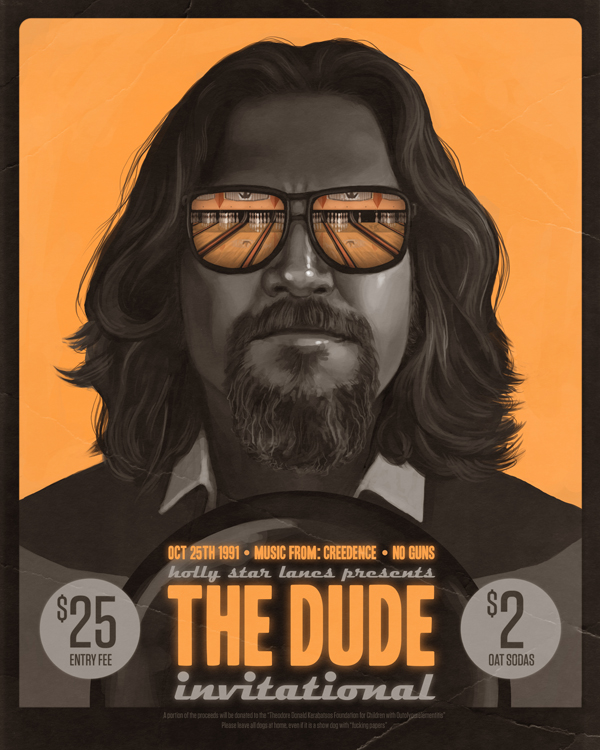 OCT 25TH 1991 • MUSIC FROM: CREEDENCE • NO GUNS
holly star lanes presents
THE DUDE
invitational
$25
ENTRY FEE
$2
OAT SODAS
A portion of the proceeds will be donated to the "Theodore Donald Karabotsos Foundation for Children with
Please leave all dogs at home, even if it is a show dog with "fucking papers".